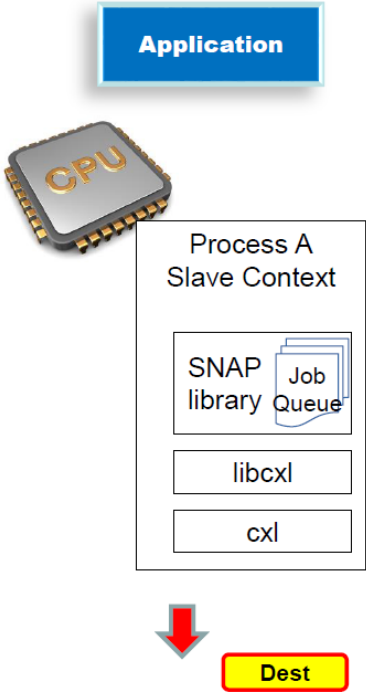 Application
CPU
Process A
Slave Context
SNAP
library
Job
Queue
libcxl
cxl
Dest